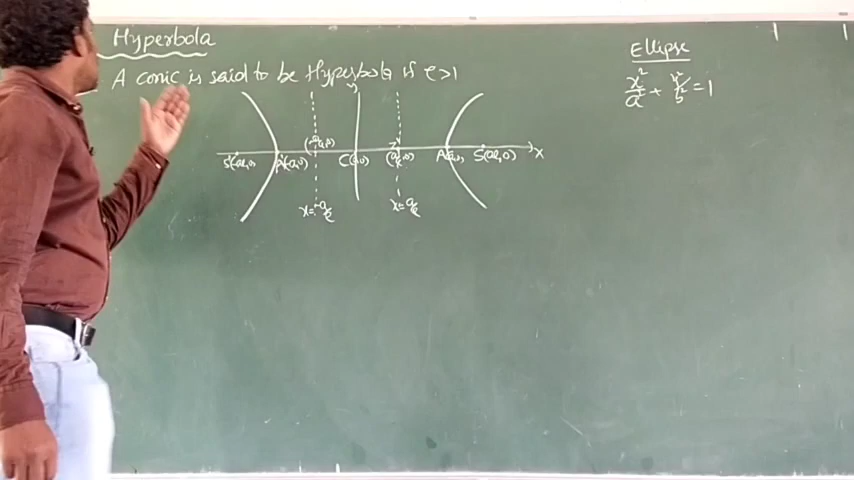 Hyperbola
A conic is said to be Hyperbola if e>1
Ellipse
x²/a² + y²/b² = 1
y
(-a/e,0) Z
S'(-ae,0) A'(-a,0) C(0,0) (a/e,0) A(a,0) S(ae,0) x
x=-a/e x=a/e